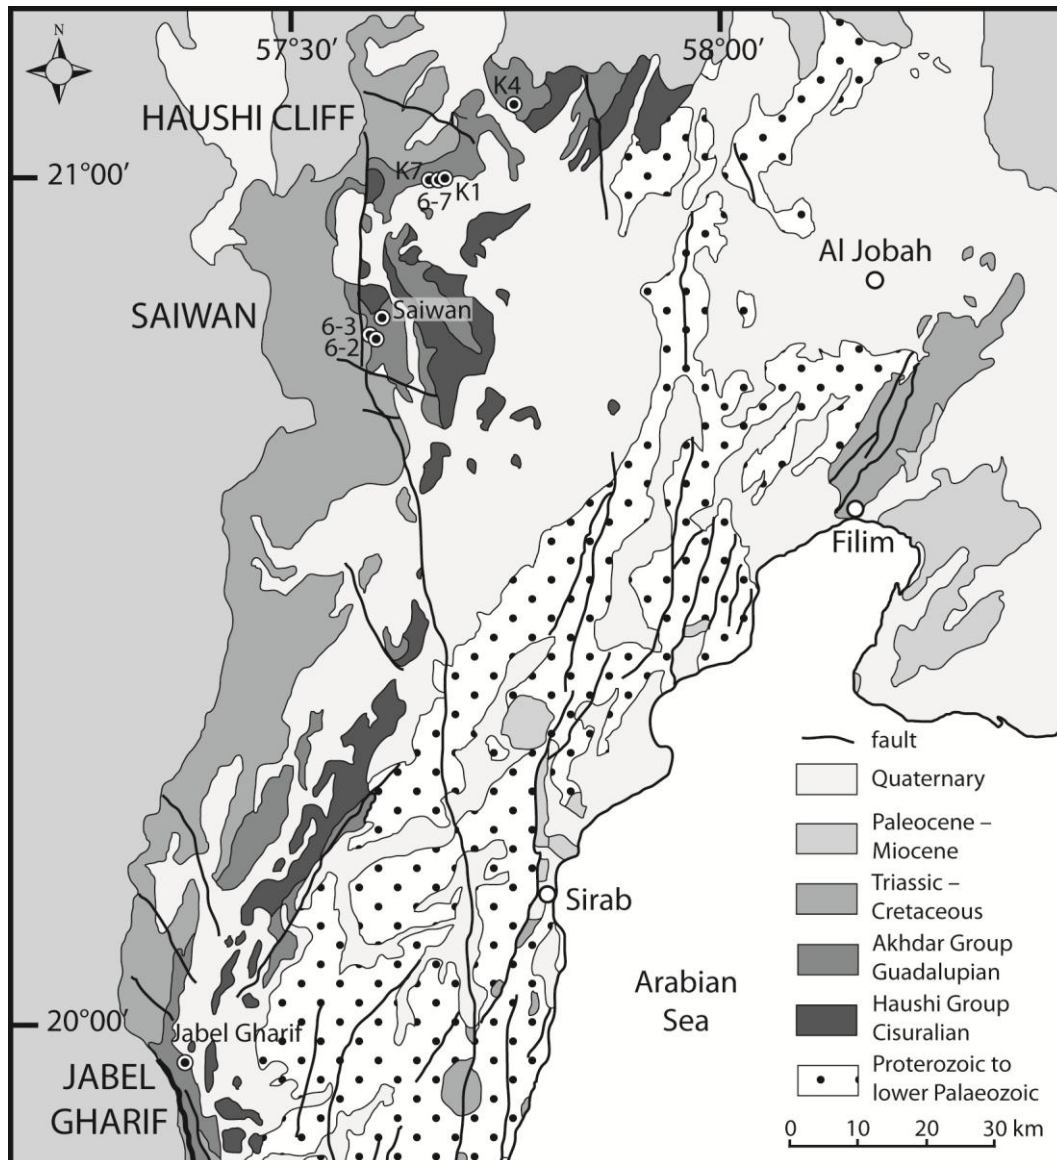 N
57°30′
58°00′
K4
HAUSHI CLIFF
21°00′
K7
K1
6-7
Al Jobah
SAIWAN
Saiwan
6-3
6-2
Filim
fault
Quaternary
Paleocene –
Miocene
Sirab
Triassic –
Cretaceous
Arabian
Sea
Akhdar Group
Guadalupian
Haushi Group
Cisuralian
20°00′
Jabel Gharif
JABEL
GHARIF
Proterozoic to
lower Palaeozoic
0 10 20 30 km